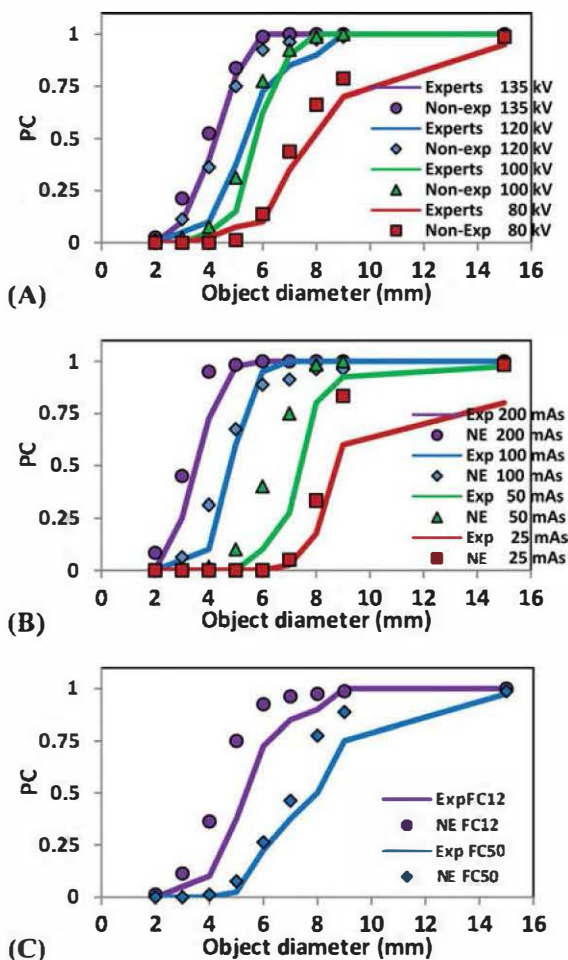 1
0.75
0.5
0.25
0
PC
Experts 135 kV
Non-exp 135 kV
Experts 120 kV
Non-exp 120 kV
Experts 100 kV
Non-exp 100 kV
Experts 80 kV
Non-Exp 80 kV
0 2 4 6 8 10 12 14 16
(A) Object diameter (mm)
1
0.75
0.5
0.25
0
PC
Exp 200 mAs
NE 200 mAs
Exp 100 mAs
NE 100 mAs
Exp 50 mAs
NE 50 mAs
Exp 25 mAs
NE 25 mAs
0 2 4 6 8 10 12 14 16
(B) Object diameter (mm)
1
0.75
0.5
0.25
0
PC
ExpFC12
NE FC12
Exp FC50
NE FC50
0 2 4 6 8 10 12 14 16
(C) Object diameter (mm)